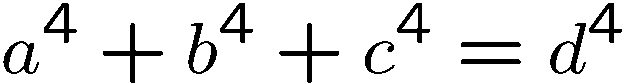 a⁴ + b⁴ + c⁴ = d⁴